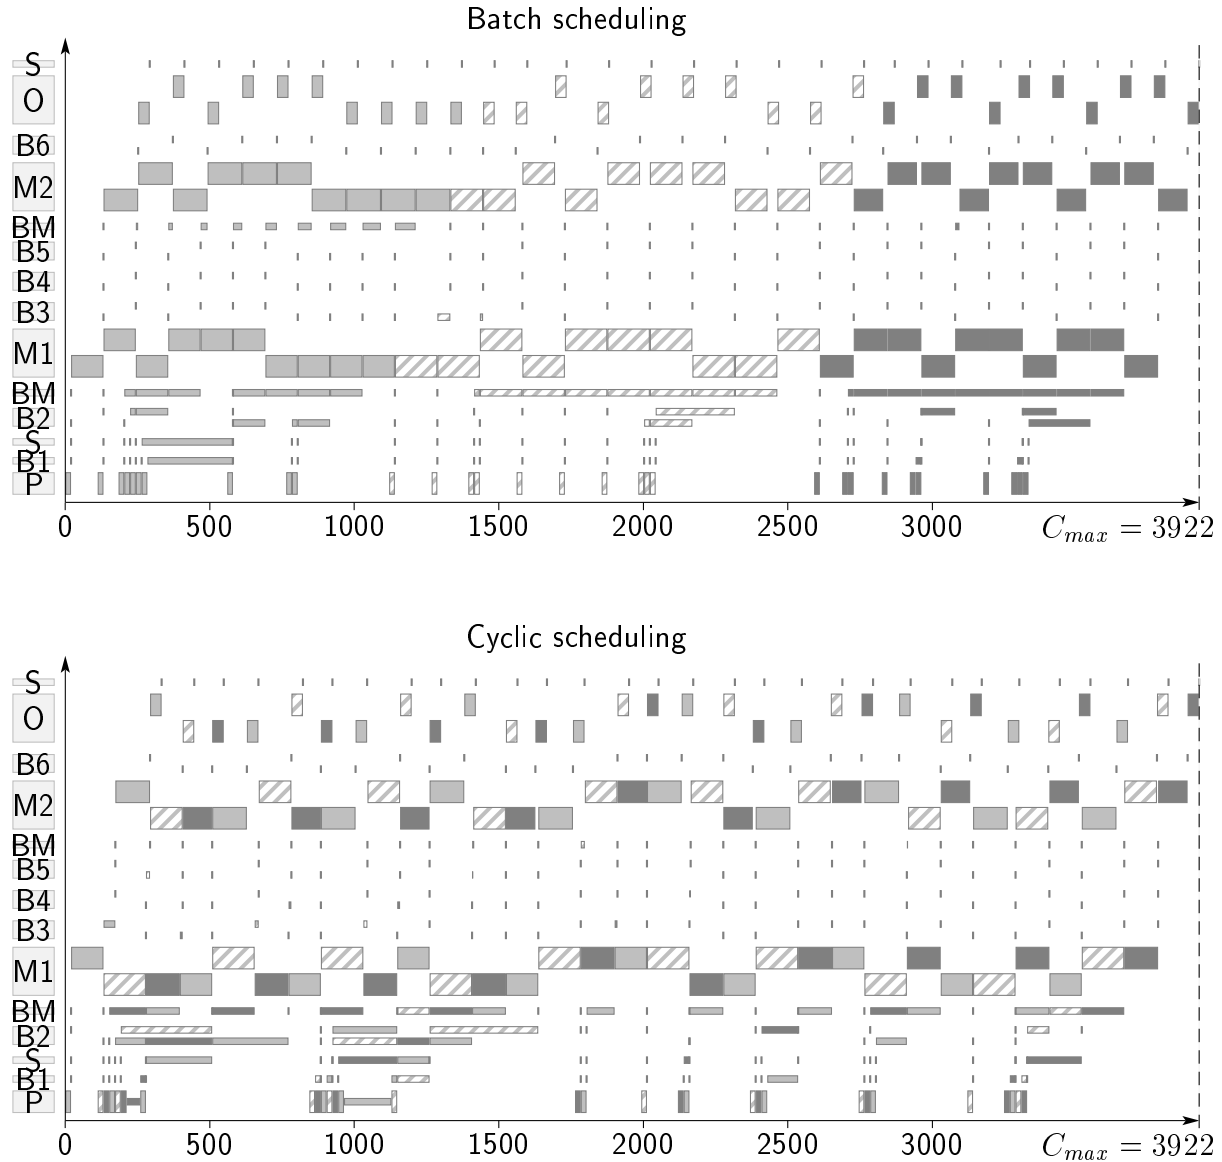 Batch scheduling
S
O
B6
M2
BM
B5
B4
B3
M1
BM
B2
S
B1
P
0 500 1000 1500 2000 2500 3000 C_max = 3922
Cyclic scheduling
S
O
B6
M2
BM
B5
B4
B3
M1
BM
B2
S
B1
P
0 500 1000 1500 2000 2500 3000 C_max = 3922